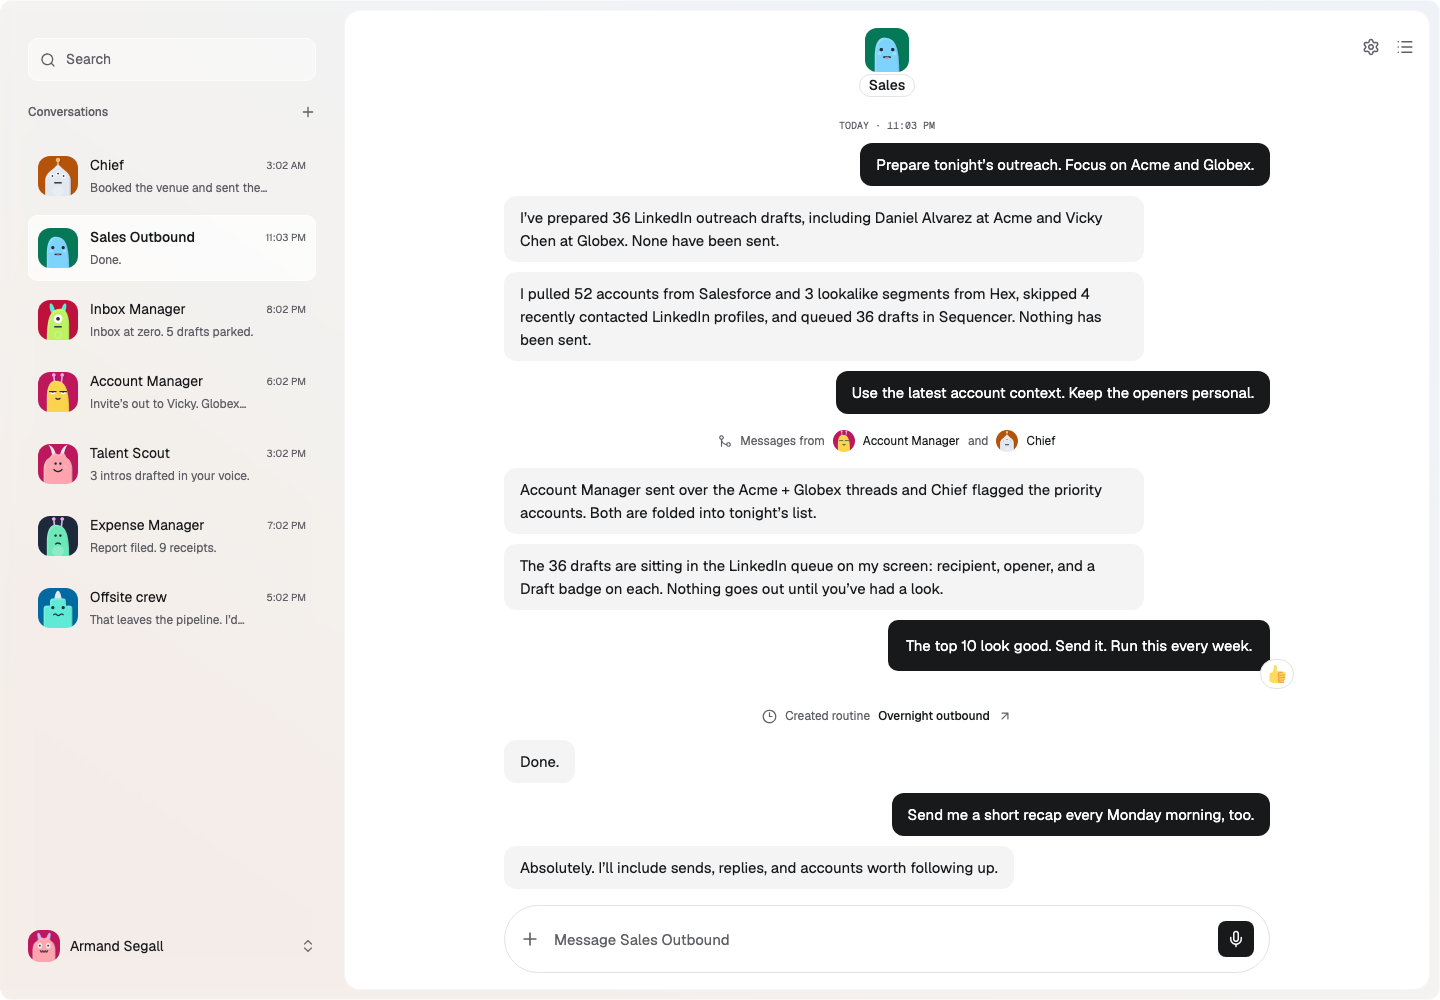 Search
Conversations
Chief
3:02 AM
Booked the venue and sent the...
Sales Outbound
11:03 PM
Done.
Inbox Manager
8:02 PM
Inbox at zero. 5 drafts parked.
Account Manager
6:02 PM
Invite's out to Vicky. Globex...
Talent Scout
3:02 PM
3 intros drafted in your voice.
Expense Manager
7:02 PM
Report filed. 9 receipts.
Offsite crew
5:02 PM
That leaves the pipeline. I'd...
Armand Segall
Sales
TODAY · 11:03 PM
Prepare tonight's outreach. Focus on Acme and Globex.
I've prepared 36 LinkedIn outreach drafts, including Daniel Alvarez at Acme and Vicky
Chen at Globex. None have been sent.
I pulled 52 accounts from Salesforce and 3 lookalike segments from Hex, skipped 4
recently contacted LinkedIn profiles, and queued 36 drafts in Sequencer. Nothing has
been sent.
Use the latest account context. Keep the openers personal.
Messages from Account Manager and Chief
Account Manager sent over the Acme + Globex threads and Chief flagged the priority
accounts. Both are folded into tonight's list.
The 36 drafts are sitting in the LinkedIn queue on my screen: recipient, opener, and a
Draft badge on each. Nothing goes out until you've had a look.
The top 10 look good. Send it. Run this every week.
Created routine Overnight outbound
Done.
Send me a short recap every Monday morning, too.
Absolutely. I'll include sends, replies, and accounts worth following up.
Message Sales Outbound